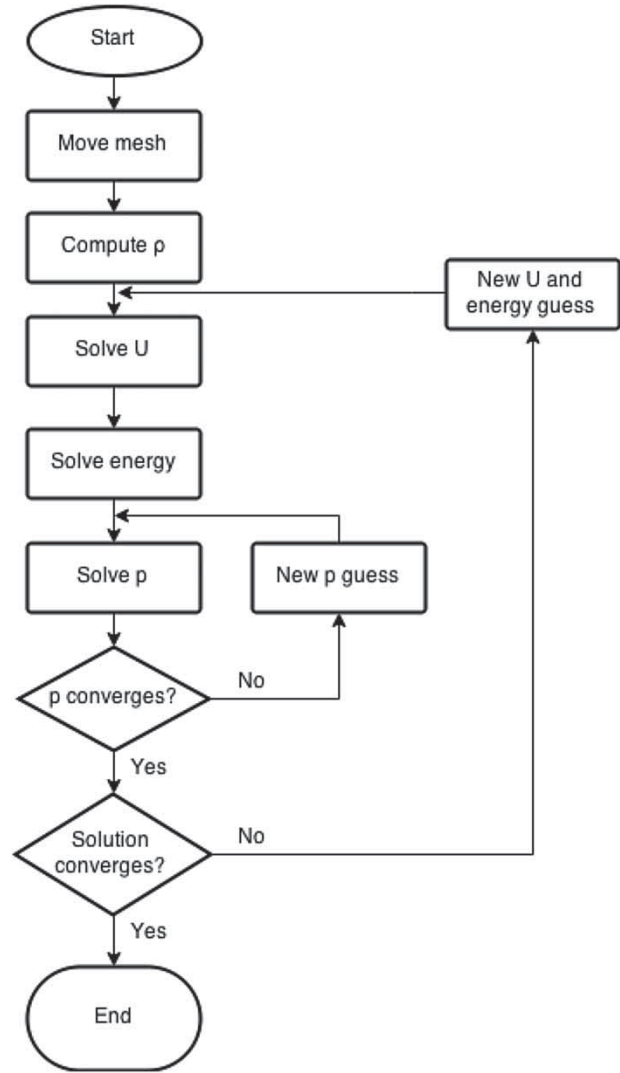 Start
Move mesh
Compute ρ
New U and
energy guess
Solve U
Solve energy
Solve p
New p guess
p converges?
No
Yes
Solution
converges?
No
Yes
End